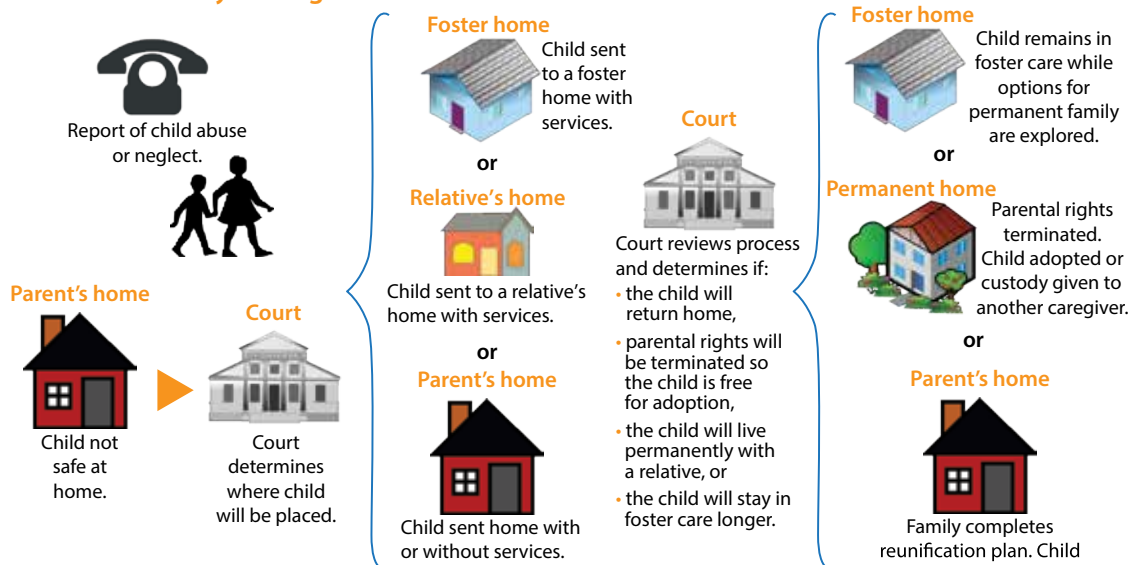 Report of child abuse
or neglect.
Parent's home
Child not
safe at
home.
Court
Court
determines
where child
will be placed.
Foster home
Child sent
to a foster
home with
services.
or
Relative's home
Child sent to a relative's
home with services.
or
Parent's home
Child sent home with
or without services.
Court
Court reviews process
and determines if:
• the child will
return home,
• parental rights will
be terminated so
the child is free
for adoption,
• the child will live
permanently with
a relative, or
• the child will stay in
foster care longer.
Foster home
Child remains in
foster care while
options for
permanent family
are explored.
or
Permanent home
Parental rights
terminated.
Child adopted or
custody given to
another caregiver.
or
Parent's home
Family completes
reunification plan. Child